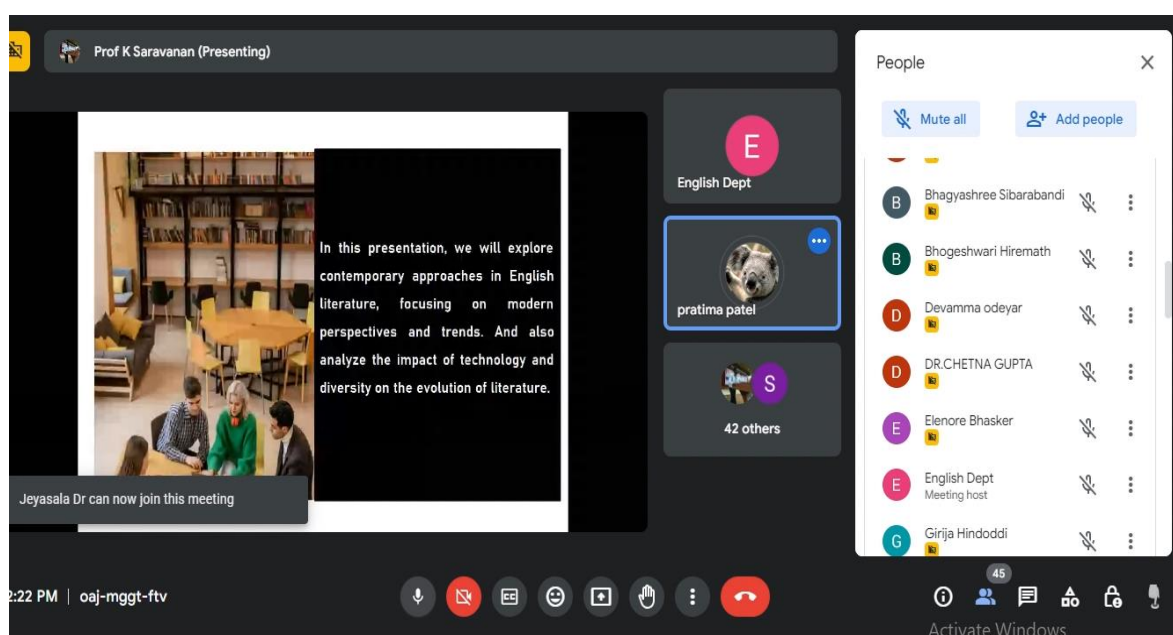 Prof K Saravanan (Presenting)
In this presentation, we will explore
contemporary approaches in English
literature, focusing on modern
perspectives and trends. And also
analyze the impact of technology and
diversity on the evolution of literature.
Jeyasala Dr can now join this meeting
E
English Dept
pratima patel
S
42 others
People
Mute all
Add people
B
Bhagyashree Sibarabandi
B
Bhogeshwari Hiremath
D
Devamma odeyar
D
DR.CHETNA GUPTA
E
Elenore Bhasker
E
English Dept
Meeting host
G
Girija Hindoddi
2:22 PM | oaj-mggt-ftv
CC
45
Activate Windows